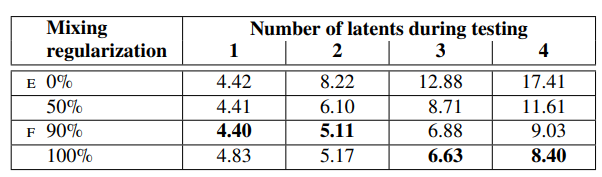 Mixing Number of latents during testing
regularization 1 2 3 4
E 0% 4.42 8.22 12.88 17.41
50% 4.41 6.10 8.71 11.61
F 90% 4.40 5.11 6.88 9.03
100% 4.83 5.17 6.63 8.40